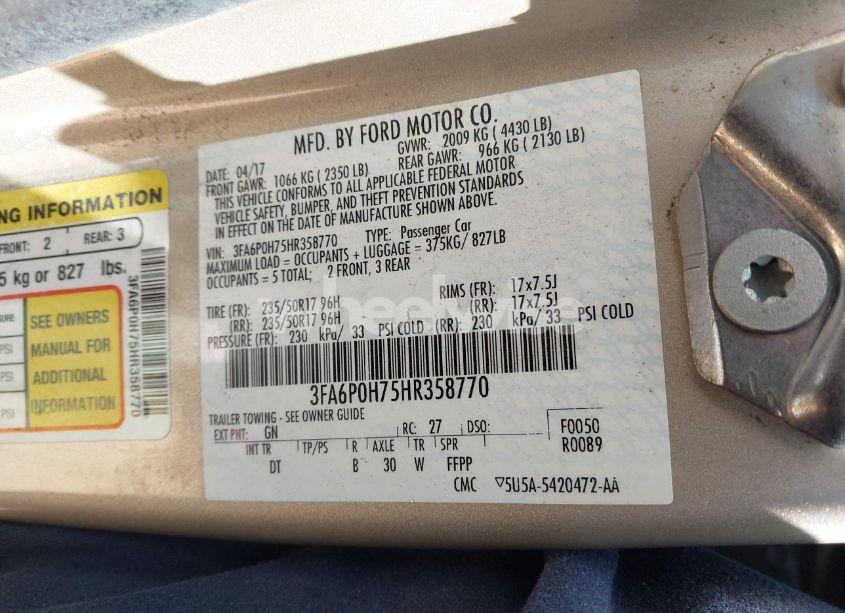 NG INFORMATION
FRONT: 2 REAR: 3
5 kg or 827 lbs.
SEE OWNERS
MANUAL FOR
ADDITIONAL
INFORMATION
PSI
PSI
PSI
3FA6P0H75HR358770
MFD. BY FORD MOTOR CO.
DATE: 04/17 GVWR: 2009 KG ( 4430 LB)
FRONT GAWR: 1066 KG ( 2350 LB) REAR GAWR: 966 KG ( 2130 LB)
THIS VEHICLE CONFORMS TO ALL APPLICABLE FEDERAL MOTOR
VEHICLE SAFETY, BUMPER, AND THEFT PREVENTION STANDARDS
IN EFFECT ON THE DATE OF MANUFACTURE SHOWN ABOVE.
VIN: 3FA6P0H75HR358770 TYPE: Passenger Car
MAXIMUM LOAD = OCCUPANTS + LUGGAGE = 375KG/ 827LB
OCCUPANTS = 5 TOTAL; 2 FRONT, 3 REAR
TIRE (FR): 235/50R17 96H RIMS (FR): 17x7.5J
(RR): 235/50R17 96H (RR): 17x7.5J
PRESSURE (FR): 230 kPa/ 33 PSI COLD (RR): 230 kPa/ 33 PSI COLD
3FA6P0H75HR358770
TRAILER TOWING - SEE OWNER GUIDE
EXT PNT: GN RC: 27 DSO: F0050
INT TR TP/PS R AXLE TR SPR R0089
DT B 30 W FFPP
CMC ▽5U5A-5420472-AA